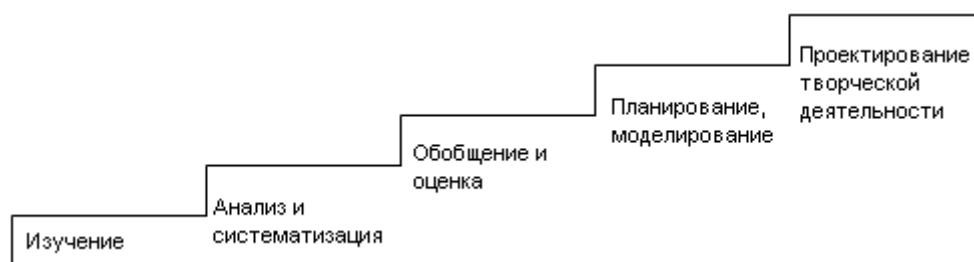 Изучение
Анализ и
систематизация
Обобщение и
оценка
Планирование,
моделирование
Проектирование
творческой
деятельности